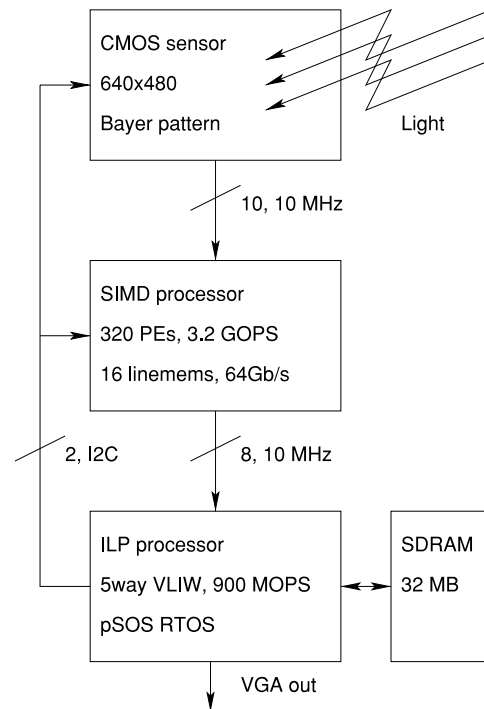 CMOS sensor
640x480
Bayer pattern
Light
10, 10 MHz
SIMD processor
320 PEs, 3.2 GOPS
16 linemems, 64Gb/s
2, I2C
8, 10 MHz
ILP processor
5way VLIW, 900 MOPS
pSOS RTOS
SDRAM
32 MB
VGA out